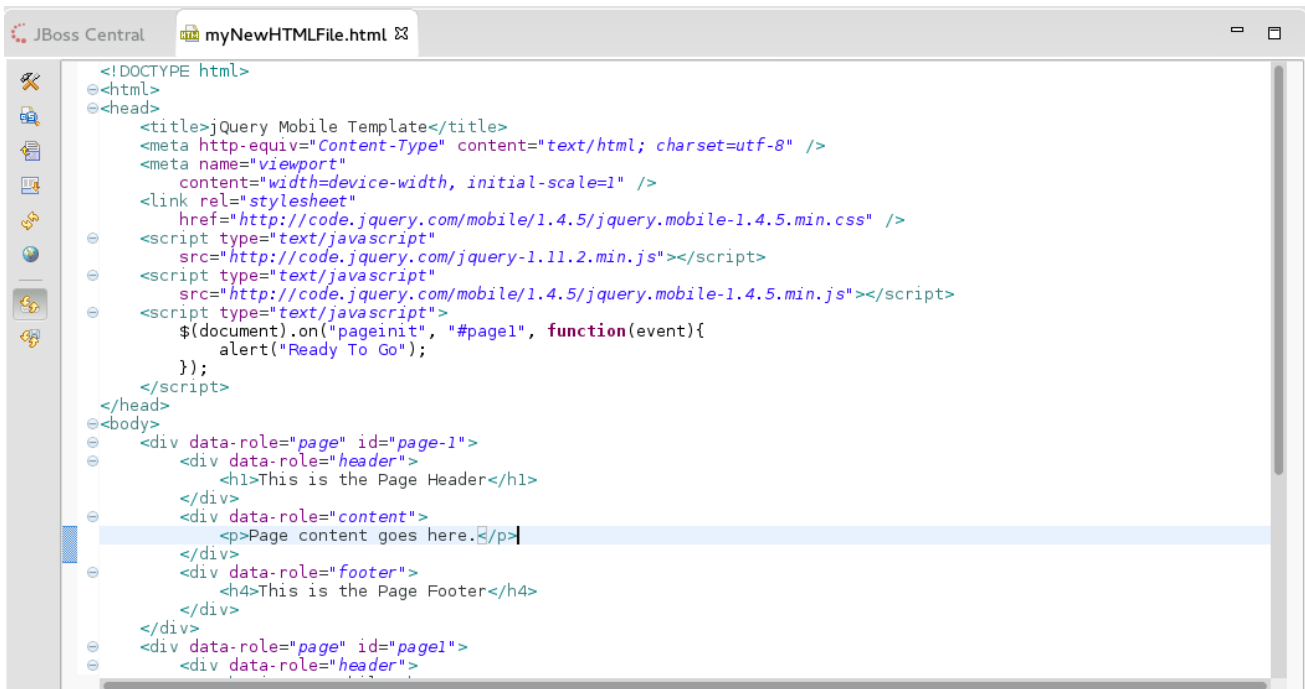 JBoss Central myNewHTMLFile.html
<!DOCTYPE html>
<html>
<head>
    <title>jQuery Mobile Template</title>
    <meta http-equiv="Content-Type" content="text/html; charset=utf-8" />
    <meta name="viewport"
        content="width=device-width, initial-scale=1" />
    <link rel="stylesheet"
        href="http://code.jquery.com/mobile/1.4.5/jquery.mobile-1.4.5.min.css" />
    <script type="text/javascript"
        src="http://code.jquery.com/jquery-1.11.2.min.js"></script>
    <script type="text/javascript"
        src="http://code.jquery.com/mobile/1.4.5/jquery.mobile-1.4.5.min.js"></script>
    <script type="text/javascript">
        $(document).on("pageinit", "#page1", function(event){
            alert("Ready To Go");
        });
    </script>
</head>
<body>
    <div data-role="page" id="page-1">
        <div data-role="header">
            <h1>This is the Page Header</h1>
        </div>
        <div data-role="content">
            <p>Page content goes here.</p>
        </div>
        <div data-role="footer">
            <h4>This is the Page Footer</h4>
        </div>
    </div>
    <div data-role="page" id="page1">
        <div data-role="header">